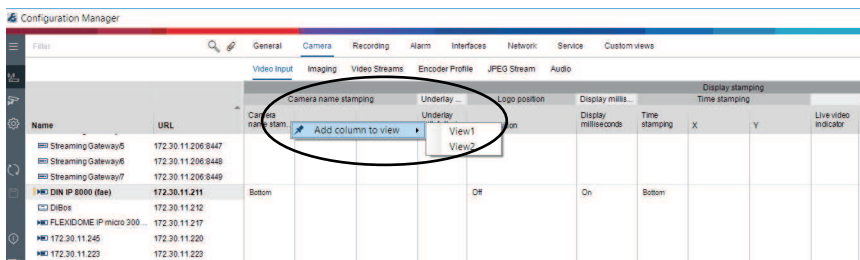 Configuration Manager
Filter
General Camera Recording Alarm Interfaces Network Service Custom views
Video Input Imaging Video Streams Encoder Profile JPEG Stream Audio
Display stamping
Camera name stamping Underlay ... Logo position Display millis... Time stamping
Name URL Camera name stam... Underlay Display milliseconds Time stamping X Y Live video indicator
Add column to view View1
View2
Streaming Gateway/5 172.30.11.206:8447
Streaming Gateway/6 172.30.11.206:8448
Streaming Gateway/7 172.30.11.206:8449
DIN IP 8000 (fae) 172.30.11.211 Bottom Off On Bottom
DiBos 172.30.11.212
FLEXIDOME IP micro 300... 172.30.11.217
172.30.11.245 172.30.11.220
172.30.11.223 172.30.11.223